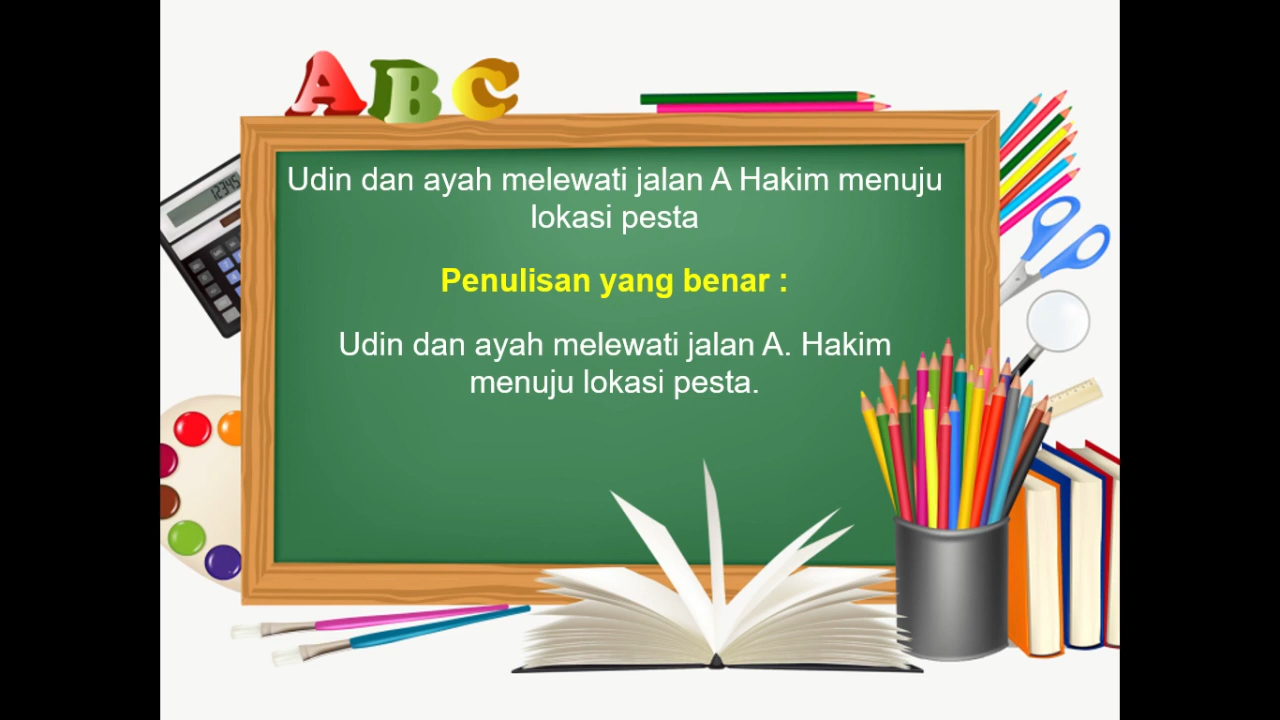 ABC
12345
Udin dan ayah melewati jalan A Hakim menuju
lokasi pesta
Penulisan yang benar :
Udin dan ayah melewati jalan A. Hakim
menuju lokasi pesta.